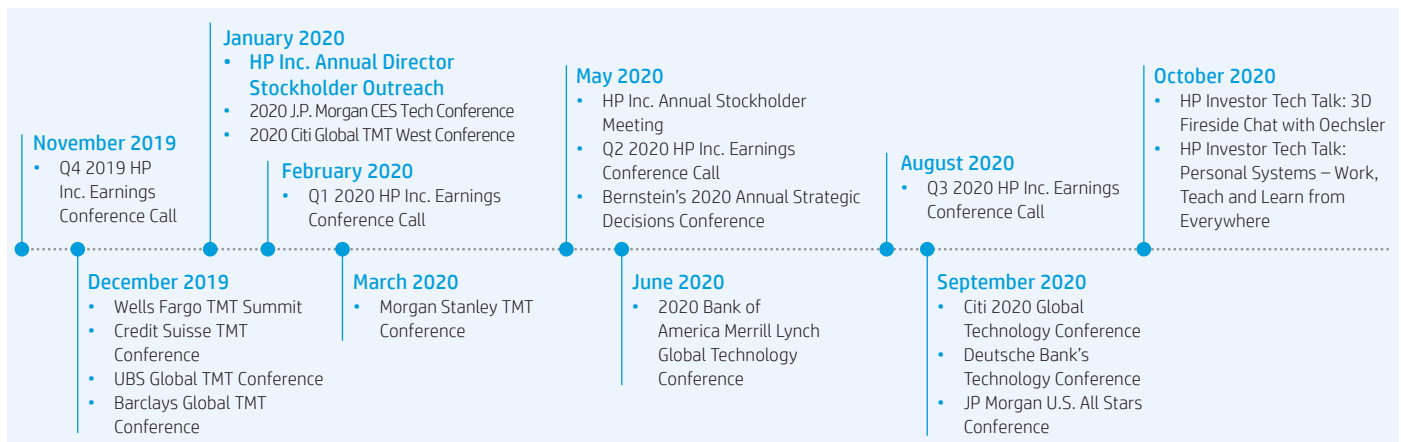 November 2019
• Q4 2019 HP
Inc. Earnings
Conference Call
December 2019
• Wells Fargo TMT Summit
• Credit Suisse TMT
Conference
• UBS Global TMT Conference
• Barclays Global TMT
Conference
January 2020
• HP Inc. Annual Director
Stockholder Outreach
• 2020 J.P. Morgan CES Tech Conference
• 2020 Citi Global TMT West Conference
February 2020
• Q1 2020 HP Inc. Earnings
Conference Call
March 2020
• Morgan Stanley TMT
Conference
May 2020
• HP Inc. Annual Stockholder
Meeting
• Q2 2020 HP Inc. Earnings
Conference Call
• Bernstein's 2020 Annual Strategic
Decisions Conference
June 2020
• 2020 Bank of
America Merrill Lynch
Global Technology
Conference
August 2020
• Q3 2020 HP Inc. Earnings
Conference Call
September 2020
• Citi 2020 Global
Technology Conference
• Deutsche Bank's
Technology Conference
• JP Morgan U.S. All Stars
Conference
October 2020
• HP Investor Tech Talk: 3D
Fireside Chat with Oechsler
• HP Investor Tech Talk:
Personal Systems – Work,
Teach and Learn from
Everywhere